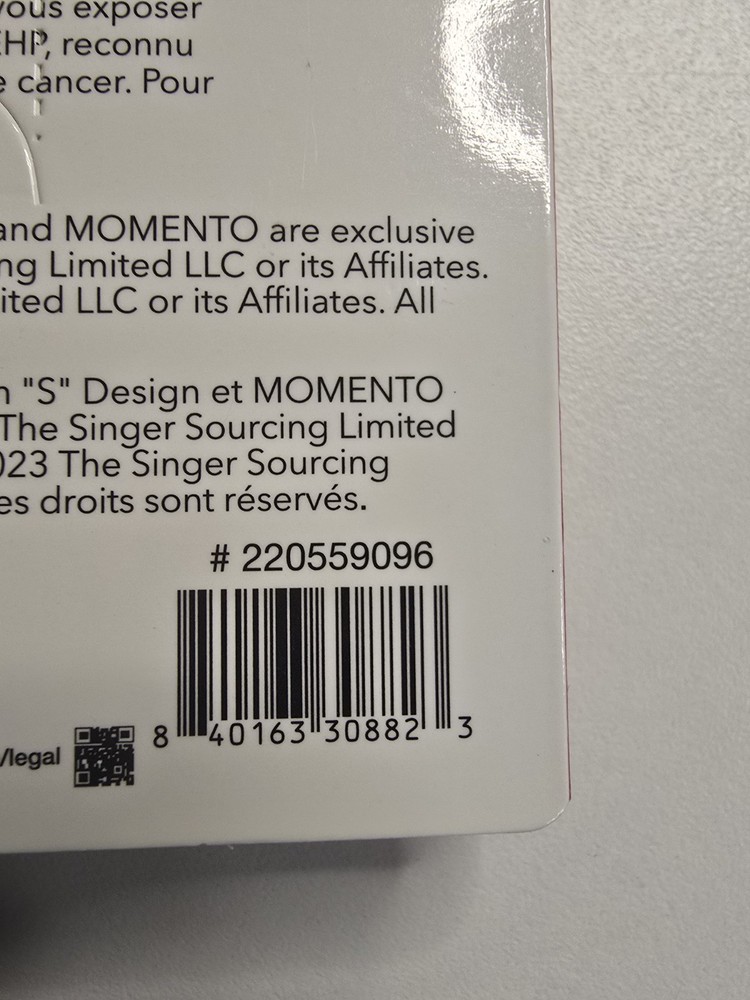 vous exposer
EHP, reconnu
e cancer. Pour
and MOMENTO are exclusive
ng Limited LLC or its Affiliates.
ited LLC or its Affiliates. All
n "S" Design et MOMENTO
The Singer Sourcing Limited
023 The Singer Sourcing
es droits sont réservés.
# 220559096
8 40163 30882 3
/legal